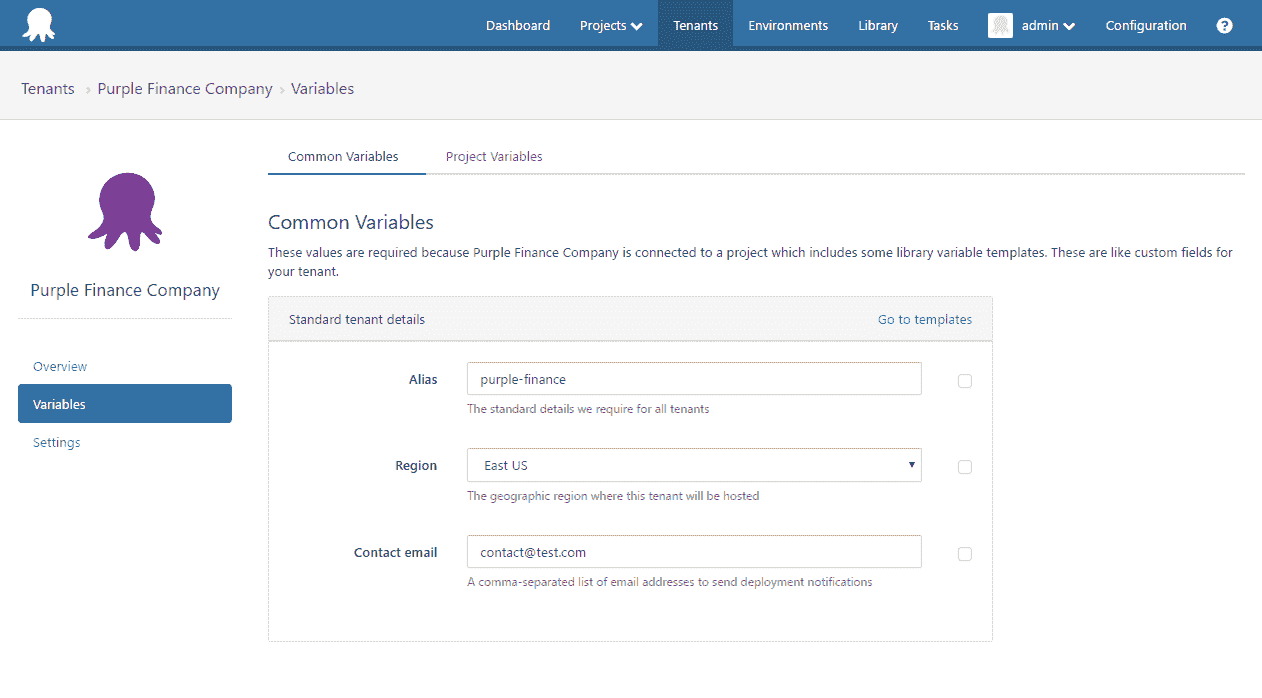 Dashboard Projects Tenants Environments Library Tasks admin Configuration ?
Tenants › Purple Finance Company › Variables
Purple Finance Company
Overview
Variables
Settings
Common Variables Project Variables
Common Variables
These values are required because Purple Finance Company is connected to a project which includes some library variable templates. These are like custom fields for
your tenant.
Standard tenant details Go to templates
Alias purple-finance
The standard details we require for all tenants
Region East US
The geographic region where this tenant will be hosted
Contact email contact@test.com
A comma-separated list of email addresses to send deployment notifications